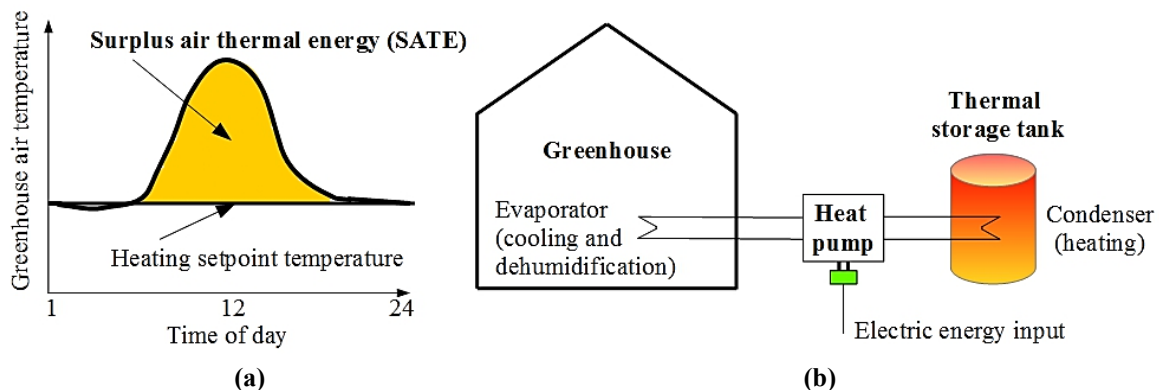 Greenhouse air temperature
Surplus air thermal energy (SATE)
Heating setpoint temperature
1
12
24
Time of day
(a)
Greenhouse
Evaporator
(cooling and
dehumidification)
Heat
pump
Thermal
storage tank
Condenser
(heating)
Electric energy input
(b)